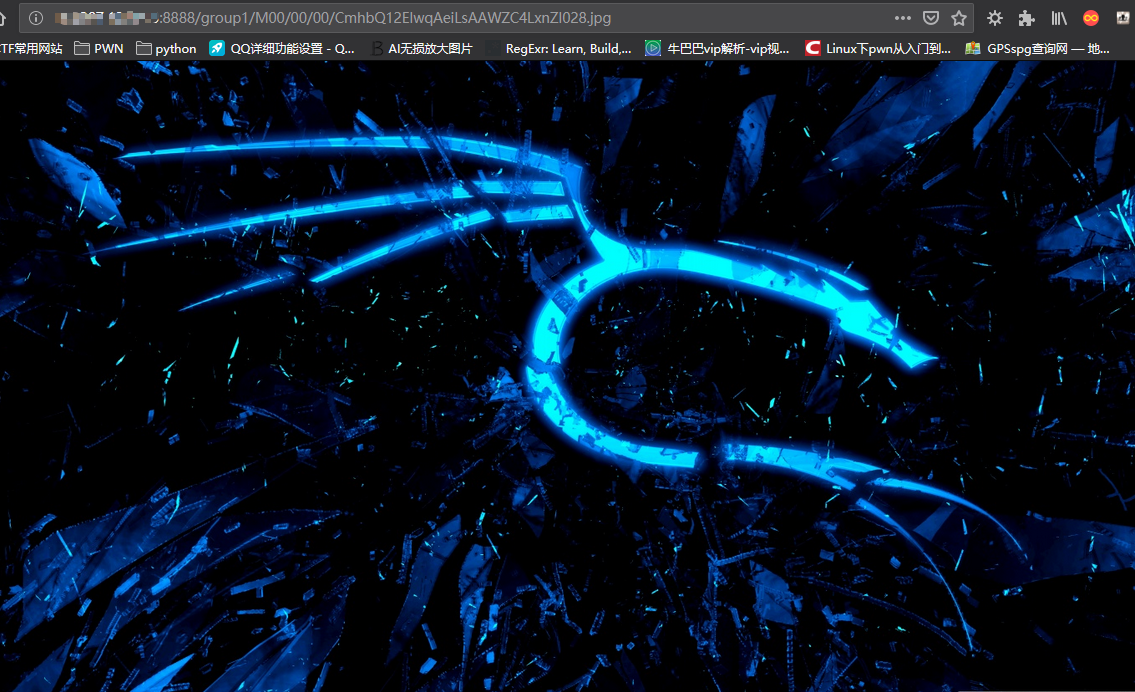 :8888/group1/M00/00/00/CmhbQ12ElwqAeiLsAAWZC4LxnZI028.jpg
TF常用网站 PWN python QQ详细功能设置 - Q... AI无损放大图片 RegExr: Learn, Build,... 牛巴巴vip解析-vip视... Linux下pwn从入门到... GPSspg查询网 — 地...